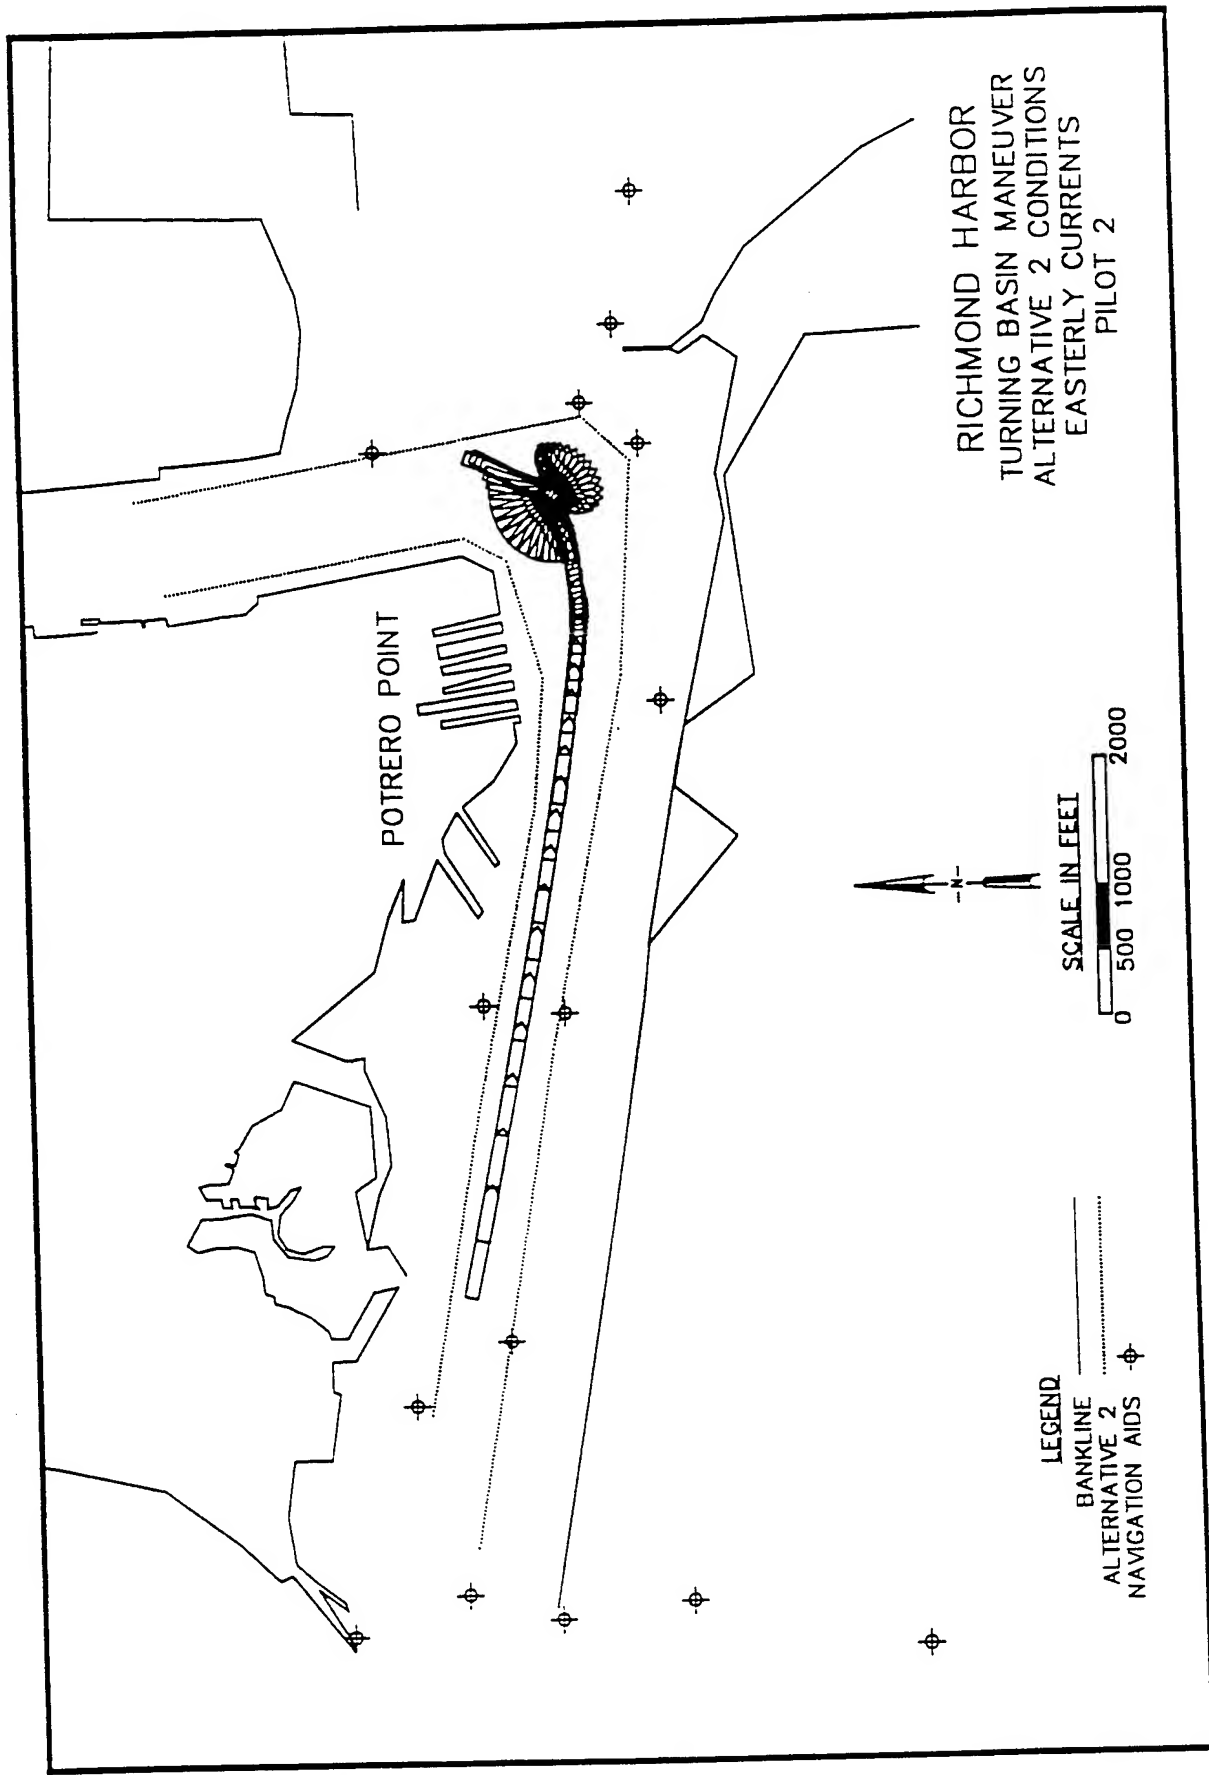 POTRERO POINT
RICHMOND HARBOR
TURNING BASIN MANEUVER
ALTERNATIVE 2 CONDITIONS
EASTERLY CURRENTS
PILOT 2
-N-
SCALE IN FEET
0 500 1000 2000
LEGEND
BANKLINE
ALTERNATIVE 2
NAVIGATION AIDS